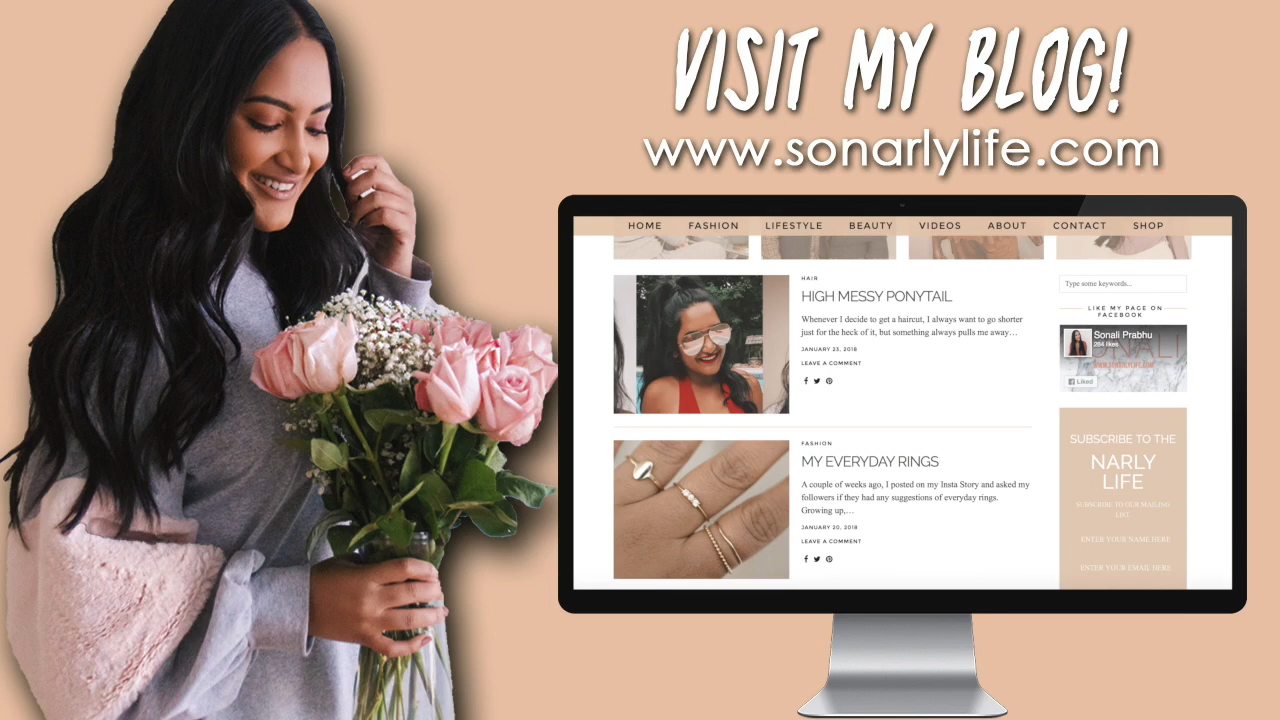 VISIT MY BLOG!
www.sonarlylife.com
HOME FASHION LIFESTYLE BEAUTY VIDEOS ABOUT CONTACT SHOP
HAIR
HIGH MESSY PONYTAIL
Whenever I decide to get a haircut, I always want to go shorter
just for the heck of it, but something always pulls me away…
JANUARY 23, 2018
LEAVE A COMMENT
FASHION
MY EVERYDAY RINGS
A couple of weeks ago, I posted on my Insta Story and asked my
followers if they had any suggestions of everyday rings.
Growing up,…
JANUARY 20, 2018
LEAVE A COMMENT
Type some keywords...
LIKE MY PAGE ON
FACEBOOK
Sonali Prabhu
284 likes
WWW.SONARLYLIFE.COM
Liked
SUBSCRIBE TO THE
NARLY
LIFE
SUBSCRIBE TO OUR MAILING
LIST.
ENTER YOUR NAME HERE
ENTER YOUR EMAIL HERE